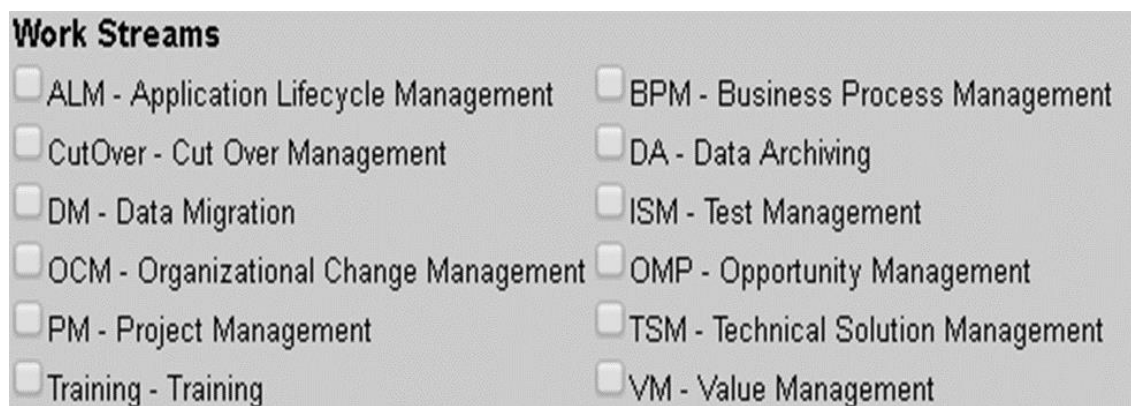 Work Streams
ALM - Application Lifecycle Management BPM - Business Process Management
CutOver - Cut Over Management DA - Data Archiving
DM - Data Migration ISM - Test Management
OCM - Organizational Change Management OMP - Opportunity Management
PM - Project Management TSM - Technical Solution Management
Training - Training VM - Value Management